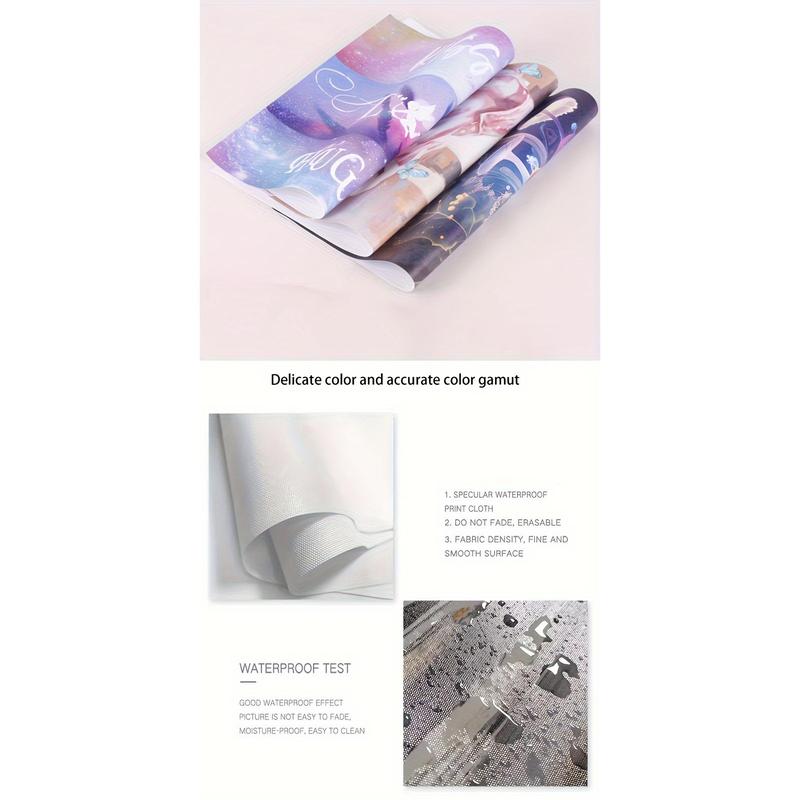 Delicate color and accurate color gamut
1. SPECULAR WATERPROOF
PRINT CLOTH
2. DO NOT FADE, ERASABLE
3. FABRIC DENSITY, FINE AND
SMOOTH SURFACE
WATERPROOF TEST
GOOD WATERPROOF EFFECT
PICTURE IS NOT EASY TO FADE,
MOISTURE-PROOF, EASY TO CLEAN